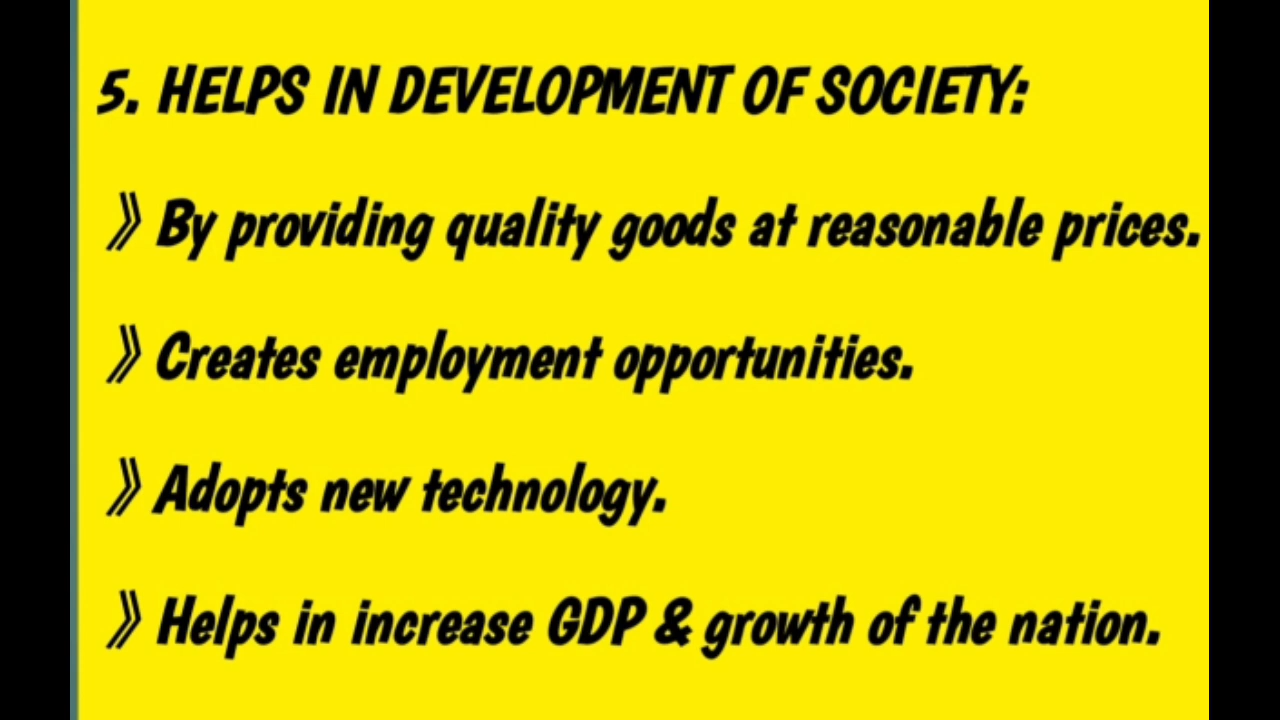 5. HELPS IN DEVELOPMENT OF SOCIETY:
》By providing quality goods at reasonable prices.
》Creates employment opportunities.
》Adopts new technology.
》Helps in increase GDP & growth of the nation.